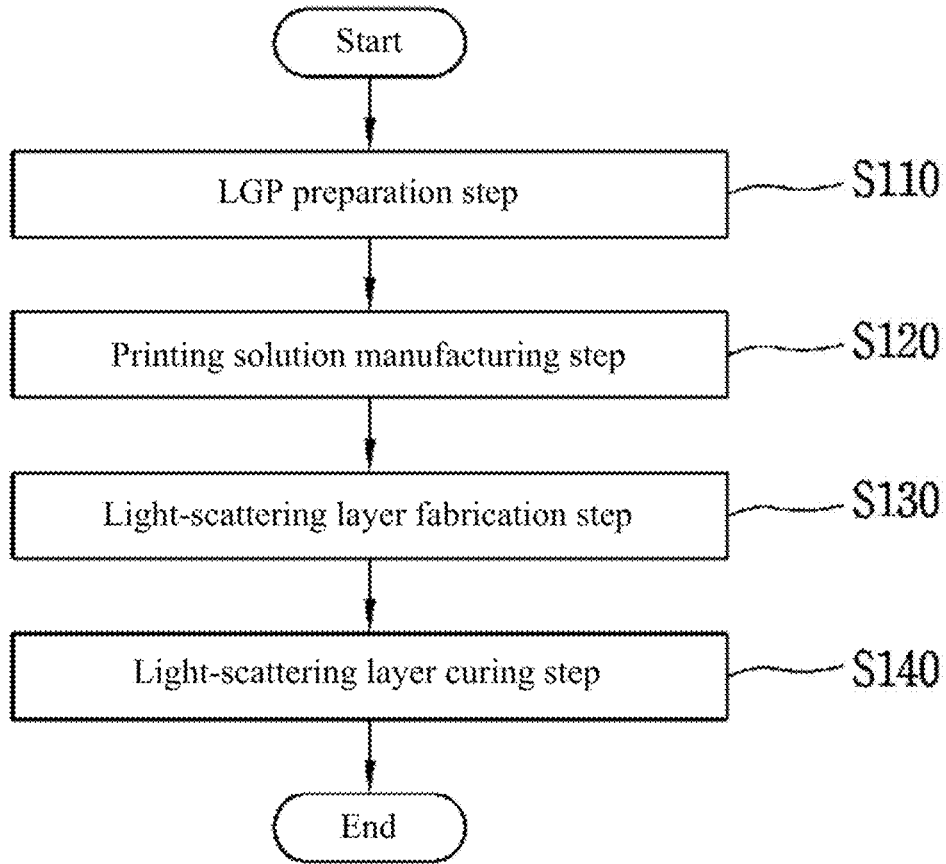 Start
LGP preparation step S110
Printing solution manufacturing step S120
Light-scattering layer fabrication step S130
Light-scattering layer curing step S140
End